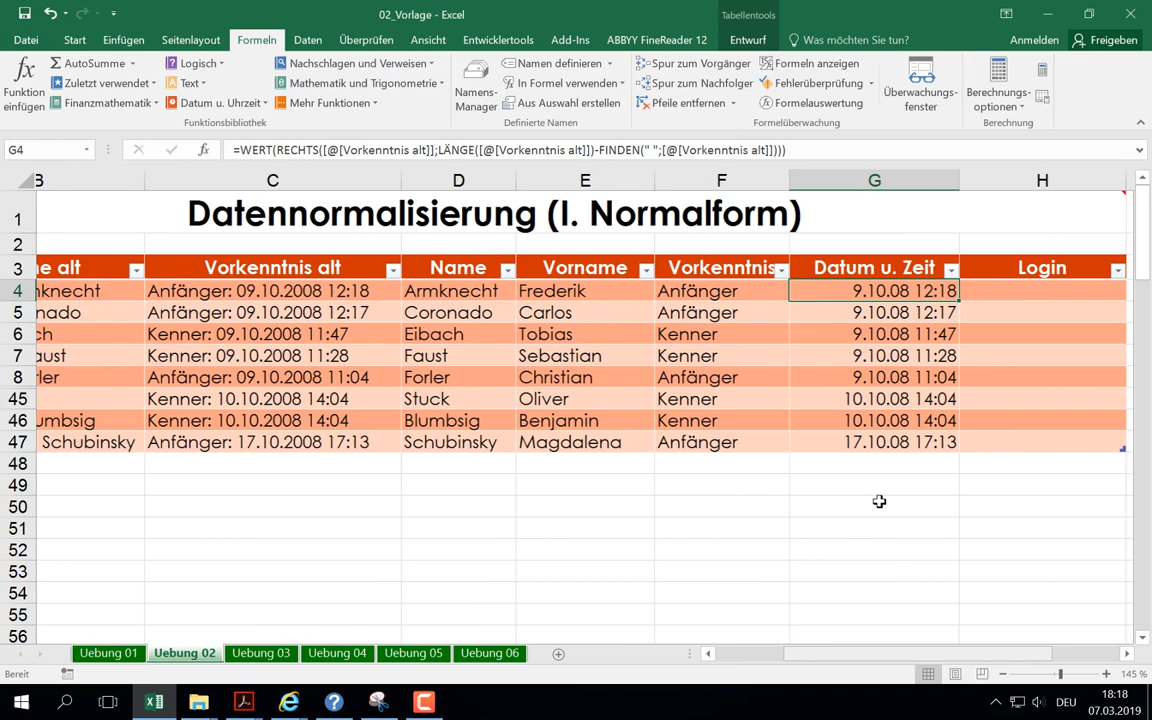 02_Vorlage - Excel
Tabellentools
Datei Start Einfügen Seitenlayout Formeln Daten Überprüfen Ansicht Entwicklertools Add-Ins ABBYY FineReader 12 Entwurf Was möchten Sie tun? Anmelden Freigeben
fx Funktion einfügen
AutoSumme
Zuletzt verwendet
Finanzmathematik
Logisch
Text
Datum u. Uhrzeit
Nachschlagen und Verweisen
Mathematik und Trigonometrie
Mehr Funktionen
Funktionsbibliothek
Namens-Manager
Namen definieren
In Formel verwenden
Aus Auswahl erstellen
Definierte Namen
Spur zum Vorgänger
Spur zum Nachfolger
Pfeile entfernen
Formeln anzeigen
Fehlerüberprüfung
Formelauswertung
Formelüberwachung
Überwachungs-fenster
Berechnungs-optionen
Berechnung
G4 fx =WERT(RECHTS([@[Vorkenntnis alt]];LÄNGE([@[Vorkenntnis alt]])-FINDEN(" ";[@[Vorkenntnis alt]])))
B C D E F G H
1 Datennormalisierung (I. Normalform)
2
3 ne alt Vorkenntnis alt Name Vorname Vorkenntnis Datum u. Zeit Login
4 nknecht Anfänger: 09.10.2008 12:18 Armknecht Frederik Anfänger 9.10.08 12:18
5 nado Anfänger: 09.10.2008 12:17 Coronado Carlos Anfänger 9.10.08 12:17
6 ch Kenner: 09.10.2008 11:47 Eibach Tobias Kenner 9.10.08 11:47
7 aust Kenner: 09.10.2008 11:28 Faust Sebastian Kenner 9.10.08 11:28
8 rler Anfänger: 09.10.2008 11:04 Forler Christian Anfänger 9.10.08 11:04
45 Kenner: 10.10.2008 14:04 Stuck Oliver Kenner 10.10.08 14:04
46 umbsig Kenner: 10.10.2008 14:04 Blumbsig Benjamin Kenner 10.10.08 14:04
47 Schubinsky Anfänger: 17.10.2008 17:13 Schubinsky Magdalena Anfänger 17.10.08 17:13
48
49
50
51
52
53
54
55
56
Uebung 01 Uebung 02 Uebung 03 Uebung 04 Uebung 05 Uebung 06
Bereit 145 %
DEU
18:18
07.03.2019